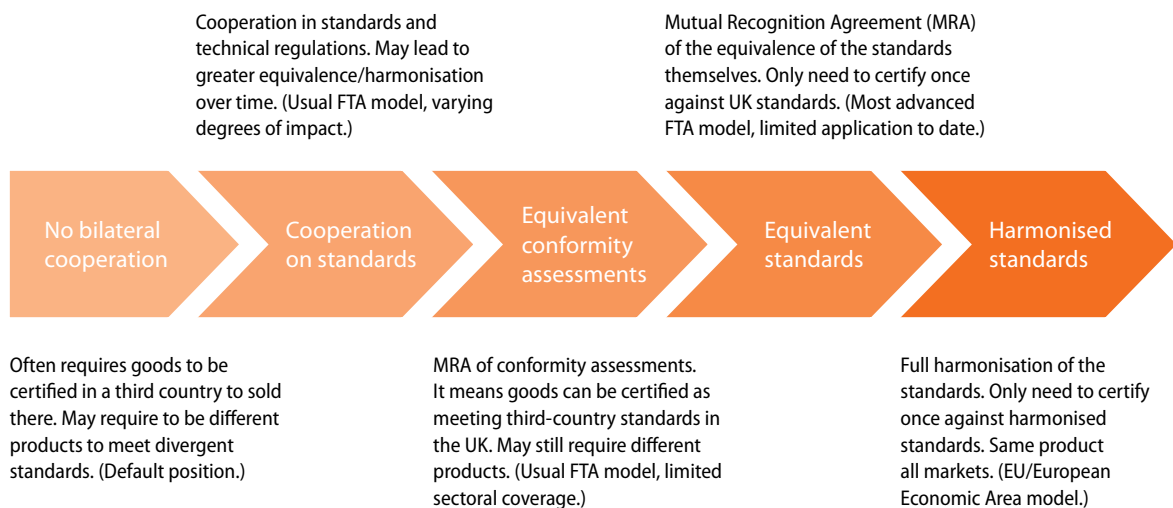 Cooperation in standards and
technical regulations. May lead to
greater equivalence/harmonisation
over time. (Usual FTA model, varying
degrees of impact.)
Mutual Recognition Agreement (MRA)
of the equivalence of the standards
themselves. Only need to certify once
against UK standards. (Most advanced
FTA model, limited application to date.)
No bilateral
cooperation
Cooperation
on standards
Equivalent
conformity
assessments
Equivalent
standards
Harmonised
standards
Often requires goods to be
certified in a third country to sold
there. May require to be different
products to meet divergent
standards. (Default position.)
MRA of conformity assessments.
It means goods can be certified as
meeting third-country standards in
the UK. May still require different
products. (Usual FTA model, limited
sectoral coverage.)
Full harmonisation of the
standards. Only need to certify
once against harmonised
standards. Same product
all markets. (EU/European
Economic Area model.)